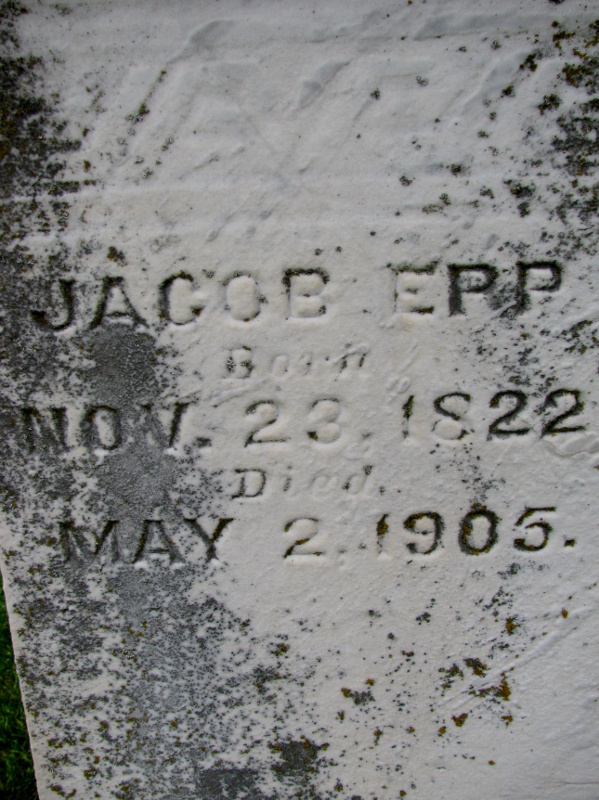 JACOB EPP
Born
NOV. 23, 1822
Died
MAY 2, 1905.